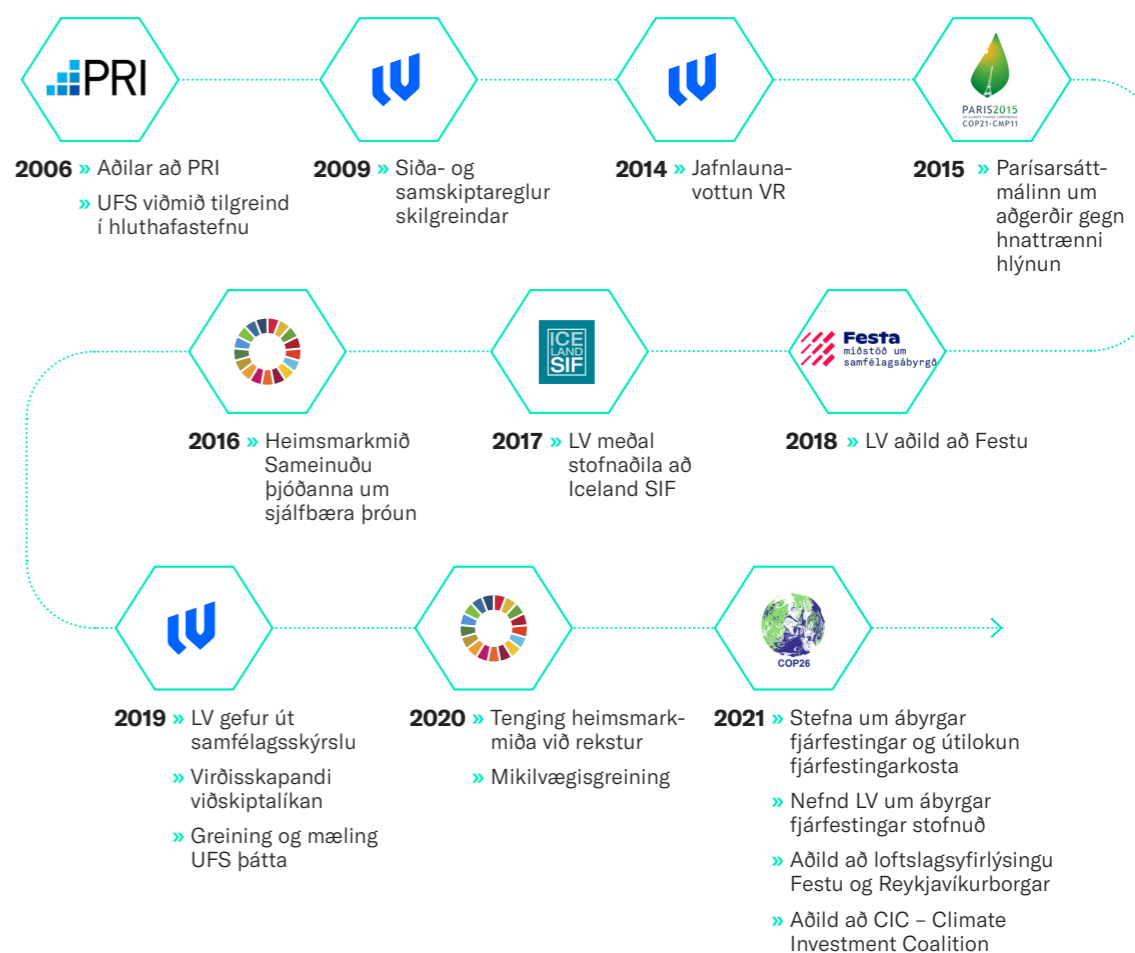 PRI
PARIS2015
UN CLIMATE CHANGE CONFERENCE
COP21·CMP11
2006 » Aðilar að PRI
» UFS viðmið tilgreind
í hluthafastefnu
2009 » Siða- og
samskiptareglur
skilgreindar
2014 » Jafnlauna-
vottun VR
2015 » Parísarsátt-
málinn um
aðgerðir gegn
hnattrænni
hlýnun
ICE
LAND
SIF
Festa
miðstöð um
samfélagsábyrgð
2016 » Heimsmarkmið
Sameinuðu
þjóðanna um
sjálfbæra þróun
2017 » LV meðal
stofnaðila að
Iceland SIF
2018 » LV aðild að Festu
COP26
2019 » LV gefur út
samfélagsskýrslu
» Virðisskapandi
viðskiptalíkan
» Greining og mæling
UFS þátta
2020 » Tenging heimsmark-
miða við rekstur
» Mikilvægisgreining
2021 » Stefna um ábyrgar
fjárfestingar og útilokun
fjárfestingarkosta
» Nefnd LV um ábyrgar
fjárfestingar stofnuð
» Aðild að loftslagsyfirlýsingu
Festu og Reykjavíkurborgar
» Aðild að CIC – Climate
Investment Coalition